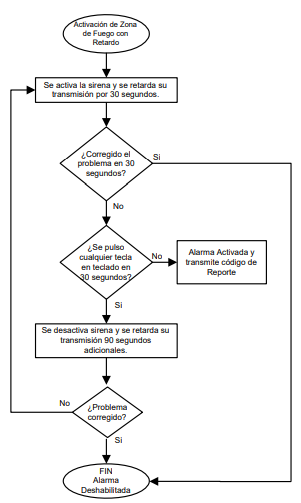 Activación de Zona
de Fuego con
Retardo
Se activa la sirena y se retarda su
transmisión por 30 segundos.
¿Corregido el
problema en 30
segundos?
Si
No
¿Se pulso
cualquier tecla
en teclado en
30 segundos?
No
Alarma Activada y
transmite código de
Reporte
Si
Se desactiva sirena y se retarda su
transmisión 90 segundos
adicionales.
No
¿Problema
corregido?
Si
FIN
Alarma
Deshabilitada